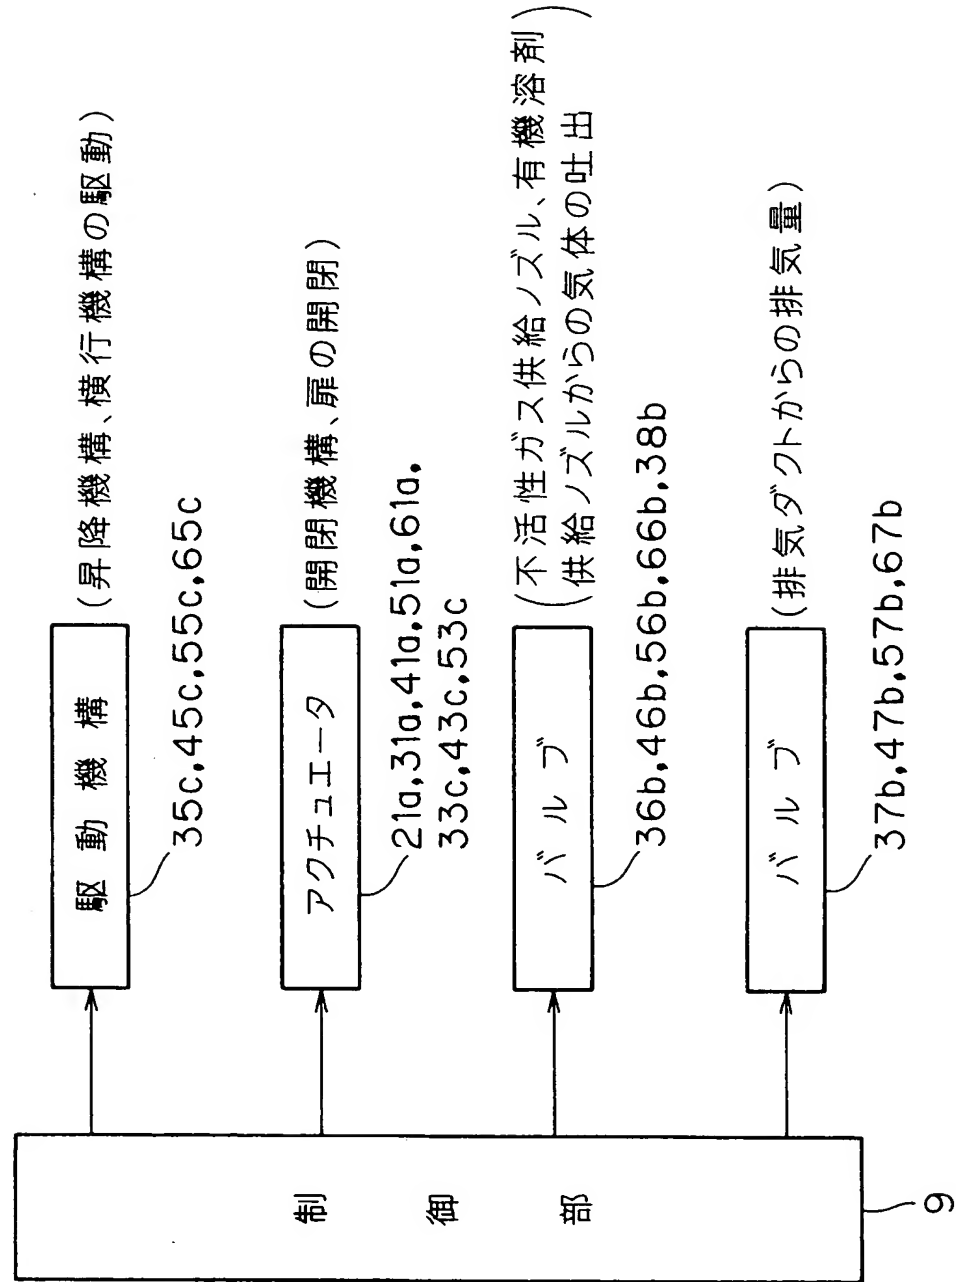 制御部
9
駆動機構
(昇降機構、横行機構の駆動)
35c,45c,55c,65c
アクチュエータ
(開閉機構、扉の開閉)
21a,31a,41a,51a,61a,
33c,43c,53c
バルブ
(不活性ガス供給ノズル、有機溶剤
供給ノズルからの気体の吐出)
36b,46b,56b,66b,38b
バルブ
(排気ダクトからの排気量)
37b,47b,57b,67b